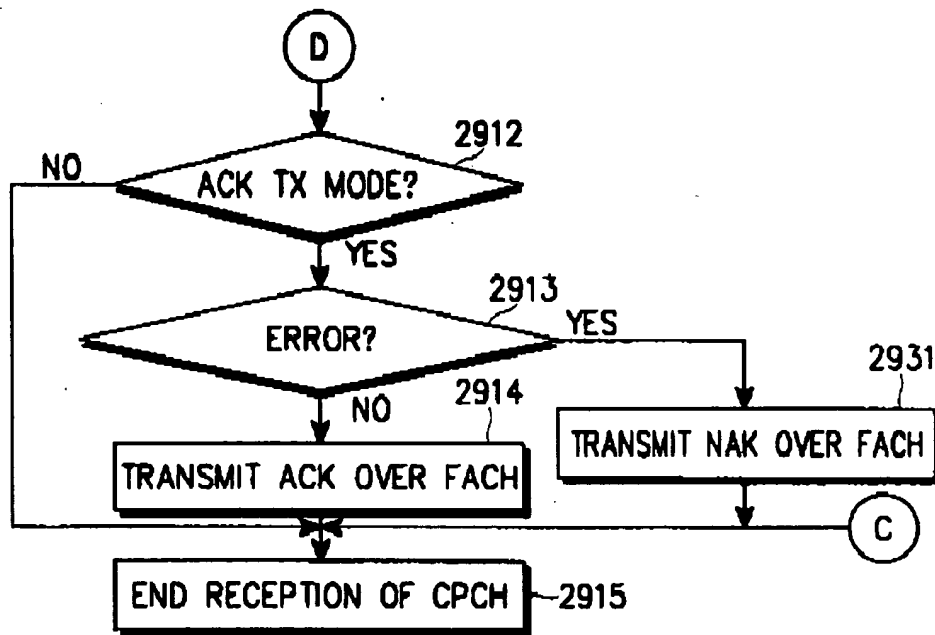 D
2912
NO
ACK TX MODE?
YES
2913
ERROR?
YES
2931
2914
NO
TRANSMIT ACK OVER FACH
TRANSMIT NAK OVER FACH
C
END RECEPTION OF CPCH
2915